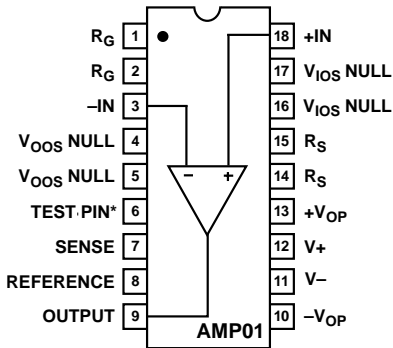 RG 1 18 +IN
RG 2 17 VIOS NULL
–IN 3 16 VIOS NULL
VOOS NULL 4 15 RS
VOOS NULL 5 – + 14 RS
TEST PIN* 6 13 +VOP
SENSE 7 12 V+
REFERENCE 8 11 V–
OUTPUT 9 10 –VOP
AMP01